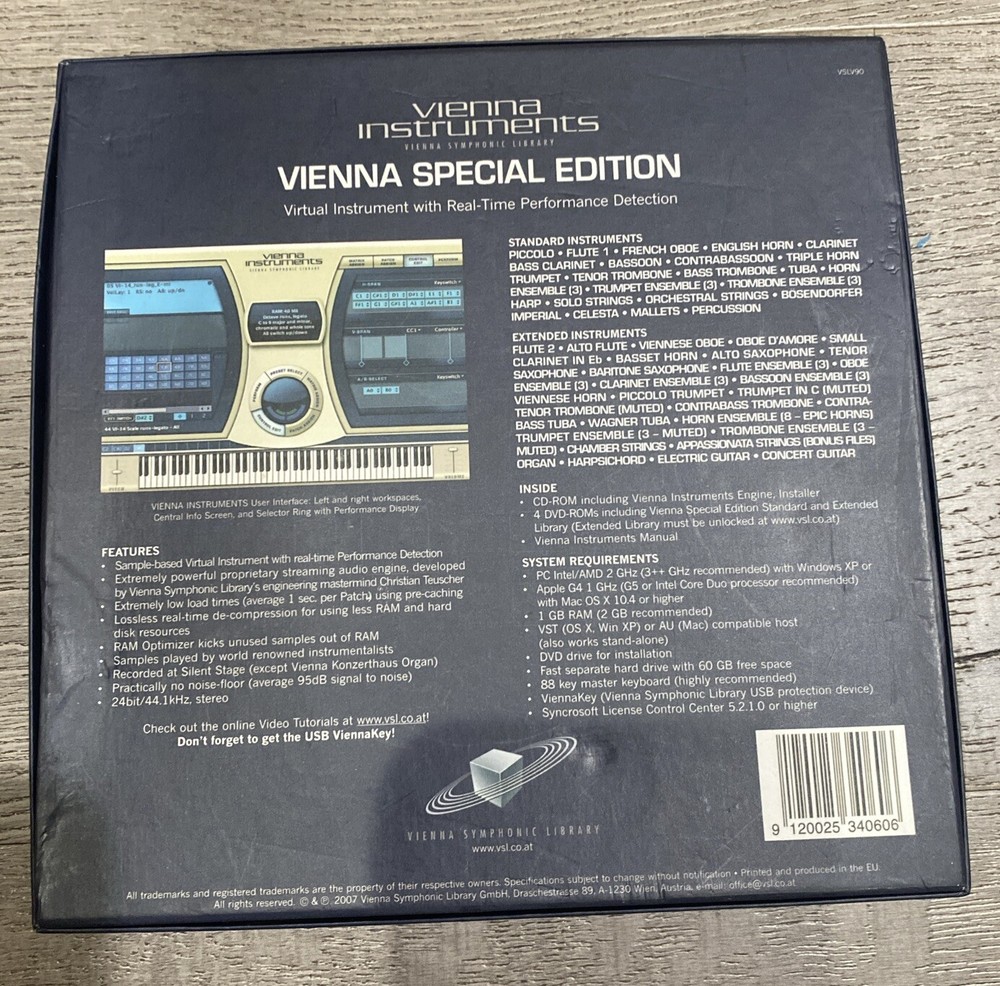 VSLV90
vienna
instruments
VIENNA SYMPHONIC LIBRARY
VIENNA SPECIAL EDITION
Virtual Instrument with Real-Time Performance Detection
vienna
instruments
VIENNA SYMPHONIC LIBRARY
VIENNA INSTRUMENTS User Interface: Left and right workspaces,
Central Info Screen, and Selector Ring with Performance Display
FEATURES
• Sample-based Virtual Instrument with real-time Performance Detection
• Extremely powerful proprietary streaming audio engine, developed
by Vienna Symphonic Library's engineering mastermind Christian Teuscher
• Extremely low load times (average 1 sec. per Patch) using pre-caching
• Lossless real-time de-compression for using less RAM and hard
disk resources
• RAM Optimizer kicks unused samples out of RAM
• Samples played by world renowned instrumentalists
• Recorded at Silent Stage (except Vienna Konzerthaus Organ)
• Practically no noise-floor (average 95dB signal to noise)
• 24bit/44.1kHz, stereo
Check out the online Video Tutorials at www.vsl.co.at!
Don't forget to get the USB ViennaKey!
STANDARD INSTRUMENTS
PICCOLO • FLUTE 1 • FRENCH OBOE • ENGLISH HORN • CLARINET
BASS CLARINET • BASSOON • CONTRABASSOON • TRIPLE HORN
TRUMPET • TENOR TROMBONE • BASS TROMBONE • TUBA • HORN
ENSEMBLE (3) • TRUMPET ENSEMBLE (3) • TROMBONE ENSEMBLE (3)
HARP • SOLO STRINGS • ORCHESTRAL STRINGS • BOSENDORFER
IMPERIAL • CELESTA • MALLETS • PERCUSSION
EXTENDED INSTRUMENTS
FLUTE 2 • ALTO FLUTE • VIENNESE OBOE • OBOE D'AMORE • SMALL
CLARINET IN Eb • BASSET HORN • ALTO SAXOPHONE • TENOR
SAXOPHONE • BARITONE SAXOPHONE • FLUTE ENSEMBLE (3) • OBOE
ENSEMBLE (3) • CLARINET ENSEMBLE (3) • BASSOON ENSEMBLE (3)
VIENNESE HORN • PICCOLO TRUMPET • TRUMPET IN C (MUTED)
TENOR TROMBONE (MUTED) • CONTRABASS TROMBONE • CONTRA-
BASS TUBA • WAGNER TUBA • HORN ENSEMBLE (8 – EPIC HORNS)
TRUMPET ENSEMBLE (3 – MUTED) • TROMBONE ENSEMBLE (3 –
MUTED) • CHAMBER STRINGS • APPASSIONATA STRINGS (BONUS FILES)
ORGAN • HARPSICHORD • ELECTRIC GUITAR • CONCERT GUITAR
INSIDE
• CD-ROM including Vienna Instruments Engine, Installer
• 4 DVD-ROMs including Vienna Special Edition Standard and Extended
Library (Extended Library must be unlocked at www.vsl.co.at)
• Vienna Instruments Manual
SYSTEM REQUIREMENTS
• PC Intel/AMD 2 GHz (3++ GHz recommended) with Windows XP or
• Apple G4 1 GHz (G5 or Intel Core Duo processor recommended)
with Mac OS X 10.4 or higher
• 1 GB RAM (2 GB recommended)
• VST (OS X, Win XP) or AU (Mac) compatible host
(also works stand-alone)
• DVD drive for installation
• Fast separate hard drive with 60 GB free space
• 88 key master keyboard (highly recommended)
• ViennaKey (Vienna Symphonic Library USB protection device)
• Syncrosoft License Control Center 5.2.1.0 or higher
VIENNA SYMPHONIC LIBRARY
www.vsl.co.at
9 120025 340606
All trademarks and registered trademarks are the property of their respective owners. Specifications subject to change without notification • Printed and produced in the EU.
All rights reserved. © & ℗ 2007 Vienna Symphonic Library GmbH, Draschestrasse 89, A-1230 Wien, Austria, e-mail: office@vsl.co.at